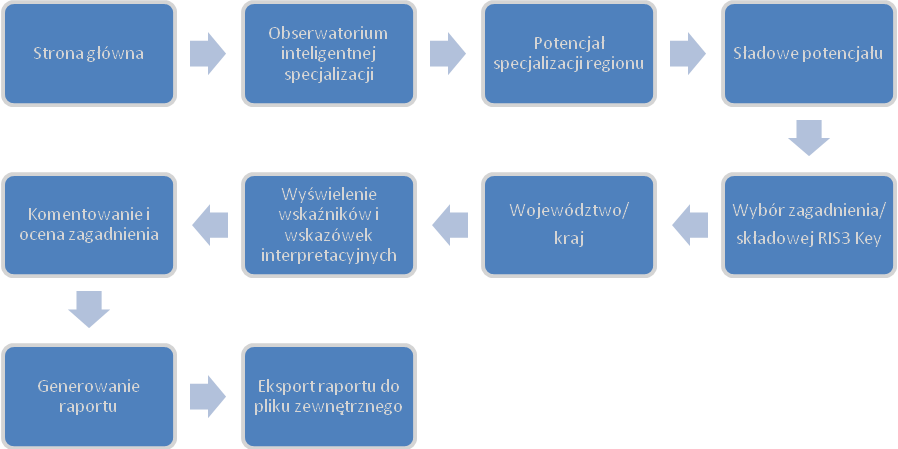 Strona główna
Obserwatorium
inteligentnej
specjalizacji
Potencjał
specjalizacji regionu
Sładowe potencjału
Wybór zagadnienia/
składowej RIS3 Key
Województwo/
kraj
Wyświelenie
wskaźników i
wskazówek
interpretacyjnych
Komentowanie i
ocena zagadnienia
Generowanie
raportu
Eksport raportu do
pliku zewnętrznego